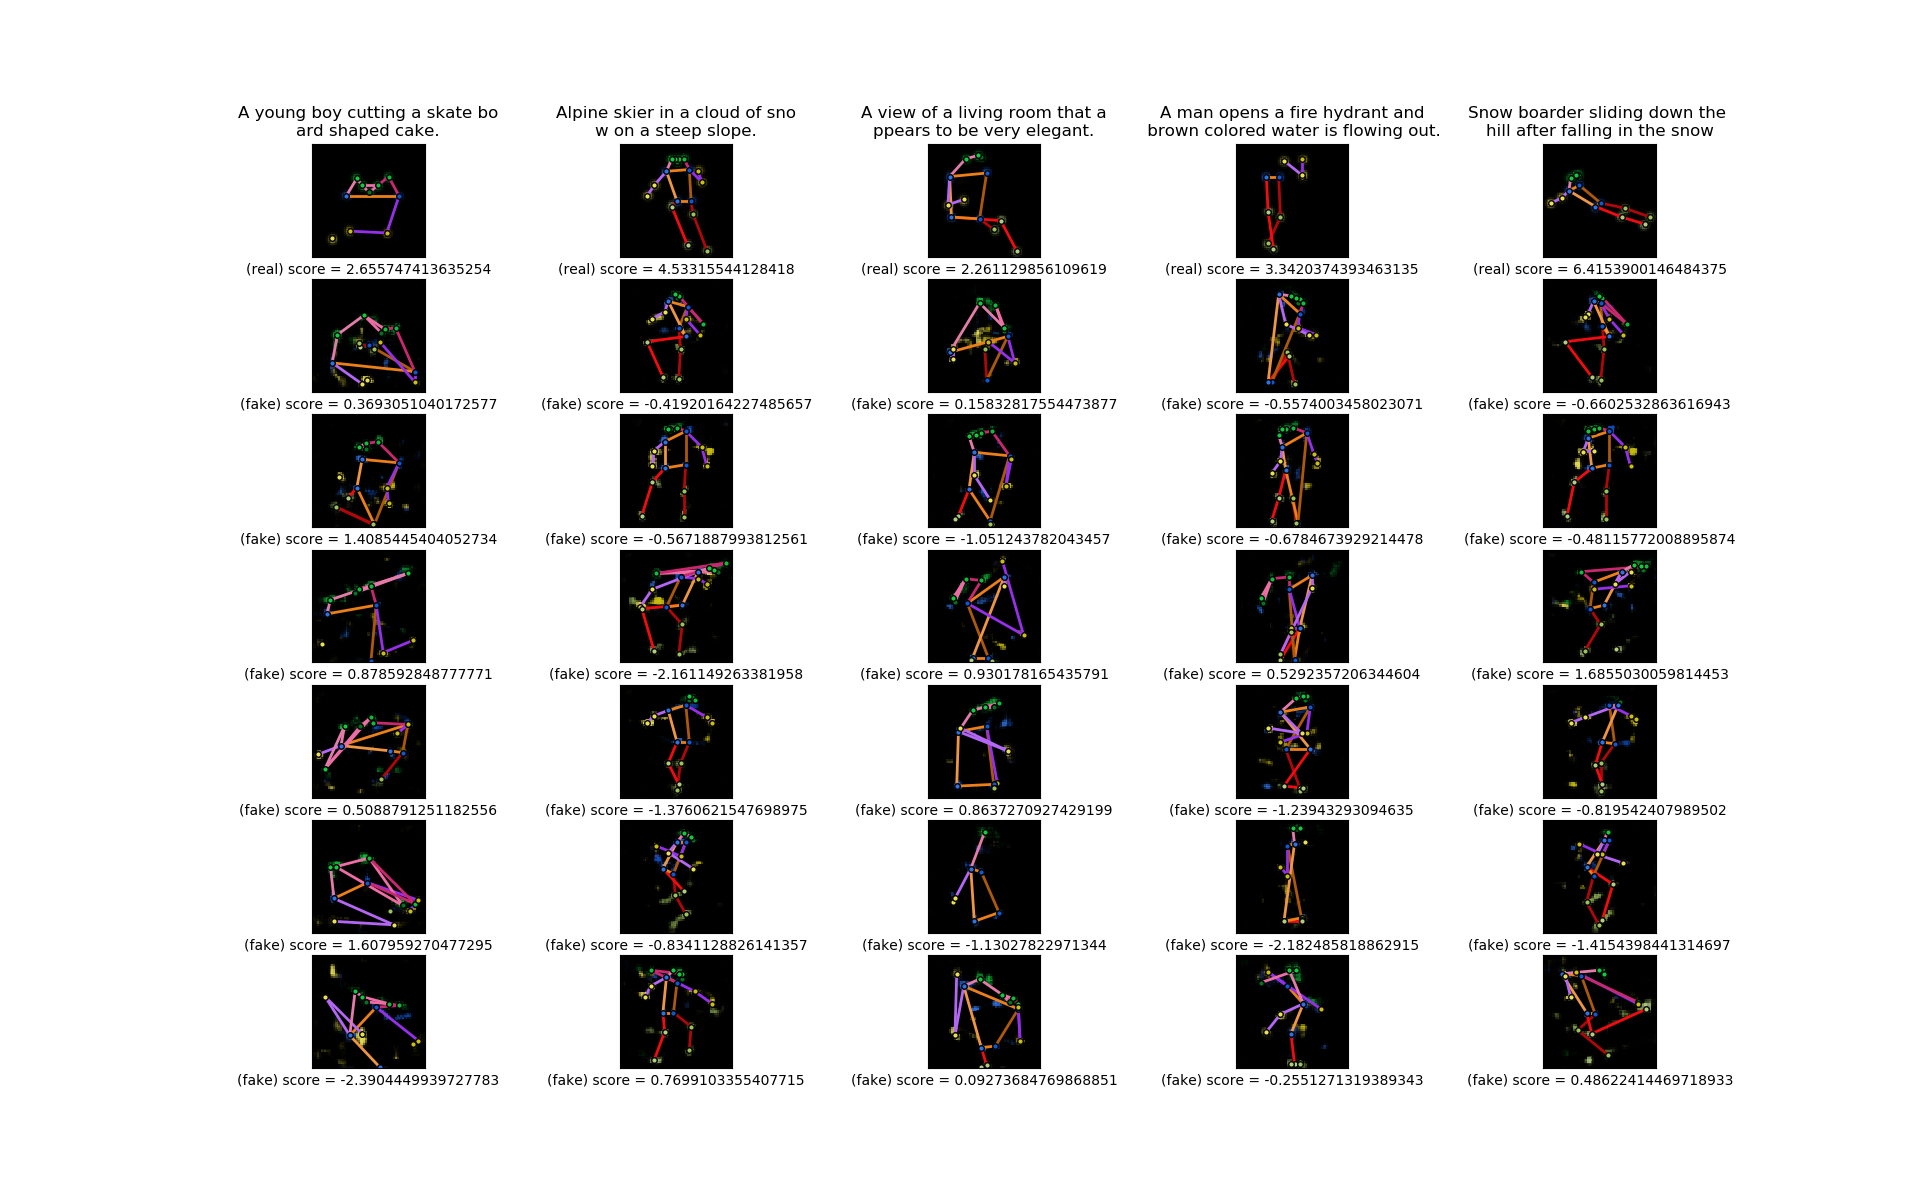 A young boy cutting a skate bo
ard shaped cake.
Alpine skier in a cloud of sno
w on a steep slope.
A view of a living room that a
ppears to be very elegant.
A man opens a fire hydrant and
brown colored water is flowing out.
Snow boarder sliding down the
hill after falling in the snow
(real) score = 2.655747413635254
(real) score = 4.53315544128418
(real) score = 2.261129856109619
(real) score = 3.3420374393463135
(real) score = 6.4153900146484375
(fake) score = 0.3693051040172577
(fake) score = -0.41920164227485657
(fake) score = 0.15832817554473877
(fake) score = -0.5574003458023071
(fake) score = -0.6602532863616943
(fake) score = 1.4085445404052734
(fake) score = -0.5671887993812561
(fake) score = -1.051243782043457
(fake) score = -0.6784673929214478
(fake) score = -0.48115772008895874
(fake) score = 0.878592848777771
(fake) score = -2.161149263381958
(fake) score = 0.930178165435791
(fake) score = 0.5292357206344604
(fake) score = 1.6855030059814453
(fake) score = 0.5088791251182556
(fake) score = -1.3760621547698975
(fake) score = 0.8637270927429199
(fake) score = -1.23943293094635
(fake) score = -0.819542407989502
(fake) score = 1.607959270477295
(fake) score = -0.8341128826141357
(fake) score = -1.13027822971344
(fake) score = -2.182485818862915
(fake) score = -1.4154398441314697
(fake) score = -2.3904449939727783
(fake) score = 0.7699103355407715
(fake) score = 0.09273684769868851
(fake) score = -0.2551271319389343
(fake) score = 0.48622414469718933